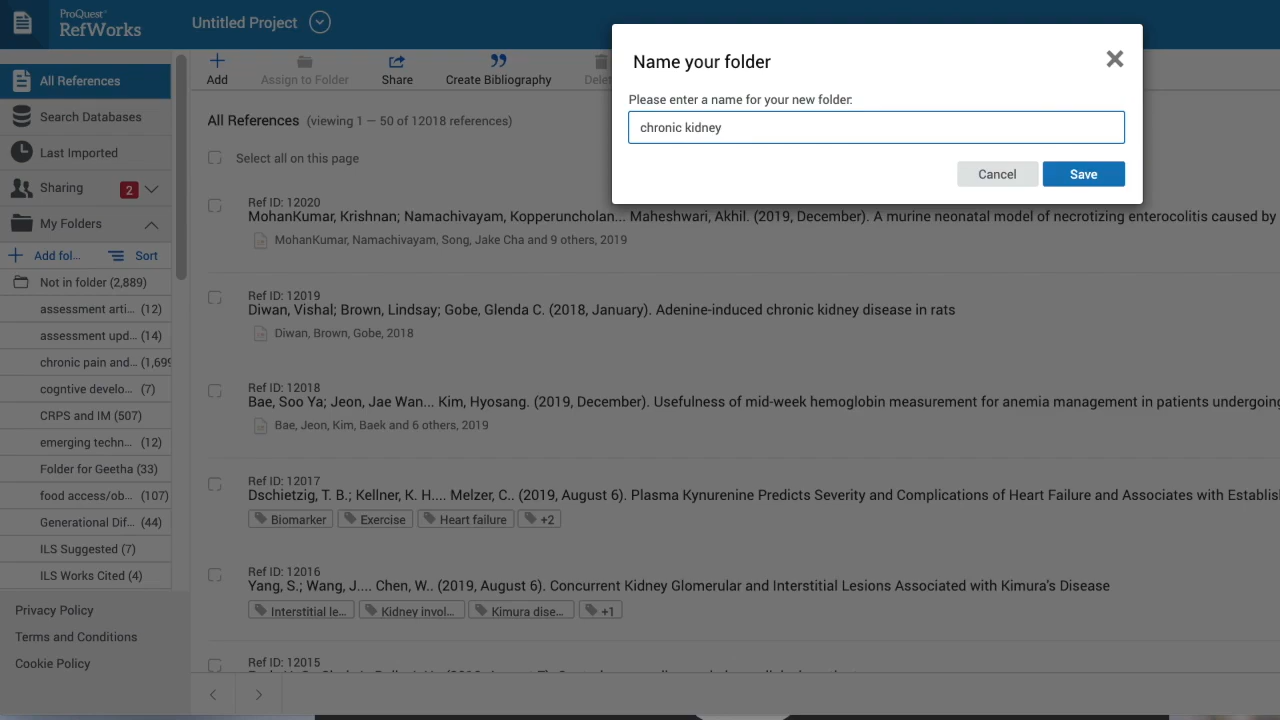 ProQuest
RefWorks
Untitled Project
Name your folder
Please enter a name for your new folder:
chronic kidney
Cancel
Save
Add
Assign to Folder
Share
Create Bibliography
All References
Search Databases
Last Imported
Sharing
2
My Folders
Add fol...
Sort
Not in folder (2,889)
assessment arti... (12)
assessment upd... (14)
chronic pain and... (1,699
cogntive develo... (7)
CRPS and IM (507)
emerging techn... (12)
Folder for Geetha (33)
food access/ob... (107)
Generational Dif... (44)
ILS Suggested (7)
ILS Works Cited (4)
Privacy Policy
Terms and Conditions
Cookie Policy
All References (viewing 1 — 50 of 12018 references)
Select all on this page
Ref ID: 12020
MohanKumar, Krishnan; Namachivayam, Kopperuncholan... Maheshwari, Akhil. (2019, December). A murine neonatal model of necrotizing enterocolitis caused by
MohanKumar, Namachivayam, Song, Jake Cha and 9 others, 2019
Ref ID: 12019
Diwan, Vishal; Brown, Lindsay; Gobe, Glenda C. (2018, January). Adenine-induced chronic kidney disease in rats
Diwan, Brown, Gobe, 2018
Ref ID: 12018
Bae, Soo Ya; Jeon, Jae Wan... Kim, Hyosang. (2019, December). Usefulness of mid-week hemoglobin measurement for anemia management in patients undergoing
Bae, Jeon, Kim, Baek and 6 others, 2019
Ref ID: 12017
Dschietzig, T. B.; Kellner, K. H.... Melzer, C.. (2019, August 6). Plasma Kynurenine Predicts Severity and Complications of Heart Failure and Associates with Establis
Biomarker
Exercise
Heart failure
+2
Ref ID: 12016
Yang, S.; Wang, J.... Chen, W.. (2019, August 6). Concurrent Kidney Glomerular and Interstitial Lesions Associated with Kimura's Disease
Interstitial le...
Kidney invol...
Kimura dise...
+1
Ref ID: 12015